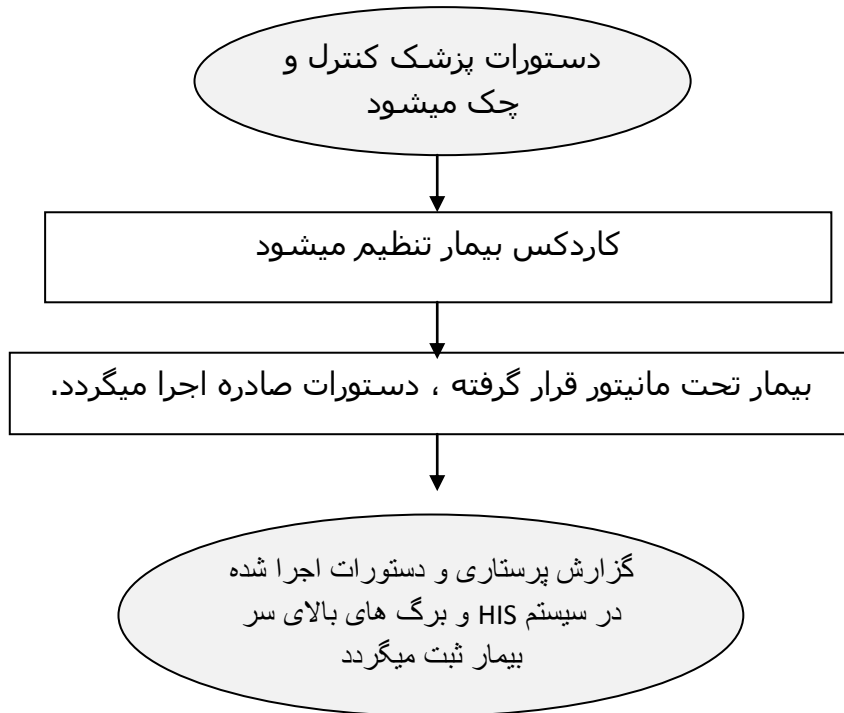 دستورات پزشک کنترل و
چک میشود
کاردکس بیمار تنظیم میشود
بیمار تحت مانیتور قرار گرفته ، دستورات صادره اجرا میگردد.
گزارش پرستاری و دستورات اجرا شده
در سیستم HIS و برگ های بالای سر
بیمار ثبت میگردد